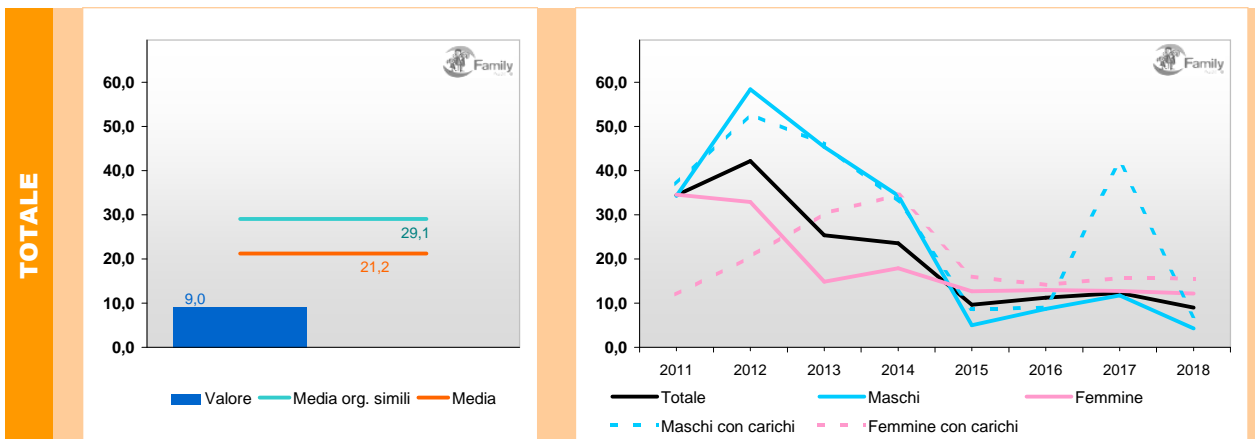 TOTALE
Family
60,0
50,0
40,0
30,0
20,0
10,0
0,0
29,1
21,2
9,0
Valore Media org. simili Media
Family
60,0
50,0
40,0
30,0
20,0
10,0
0,0
2011 2012 2013 2014 2015 2016 2017 2018
Totale Maschi Femmine
Maschi con carichi Femmine con carichi